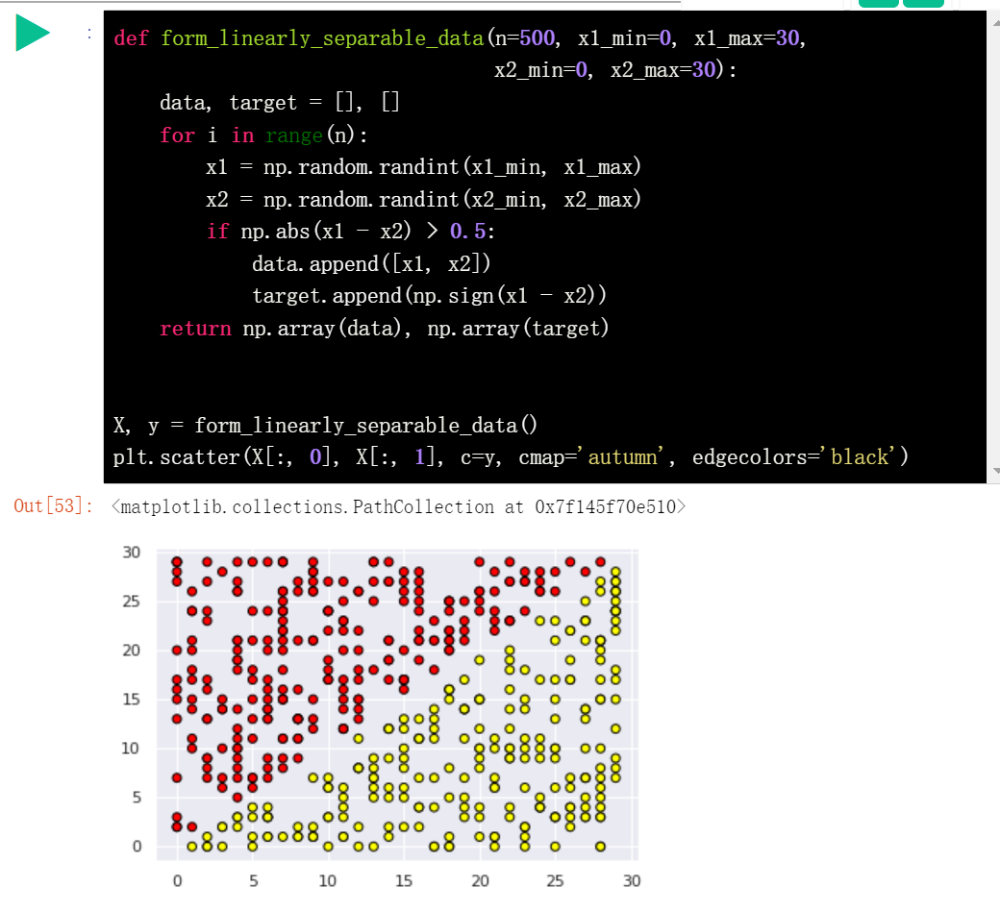 :
def form_linearly_separable_data(n=500, x1_min=0, x1_max=30,
x2_min=0, x2_max=30):
data, target = [], []
for i in range(n):
x1 = np.random.randint(x1_min, x1_max)
x2 = np.random.randint(x2_min, x2_max)
if np.abs(x1 - x2) > 0.5:
data.append([x1, x2])
target.append(np.sign(x1 - x2))
return np.array(data), np.array(target)
X, y = form_linearly_separable_data()
plt.scatter(X[:, 0], X[:, 1], c=y, cmap='autumn', edgecolors='black')
Out[53]: <matplotlib.collections.PathCollection at 0x7f145f70e510>
30
25
20
15
10
5
0
0 5 10 15 20 25 30